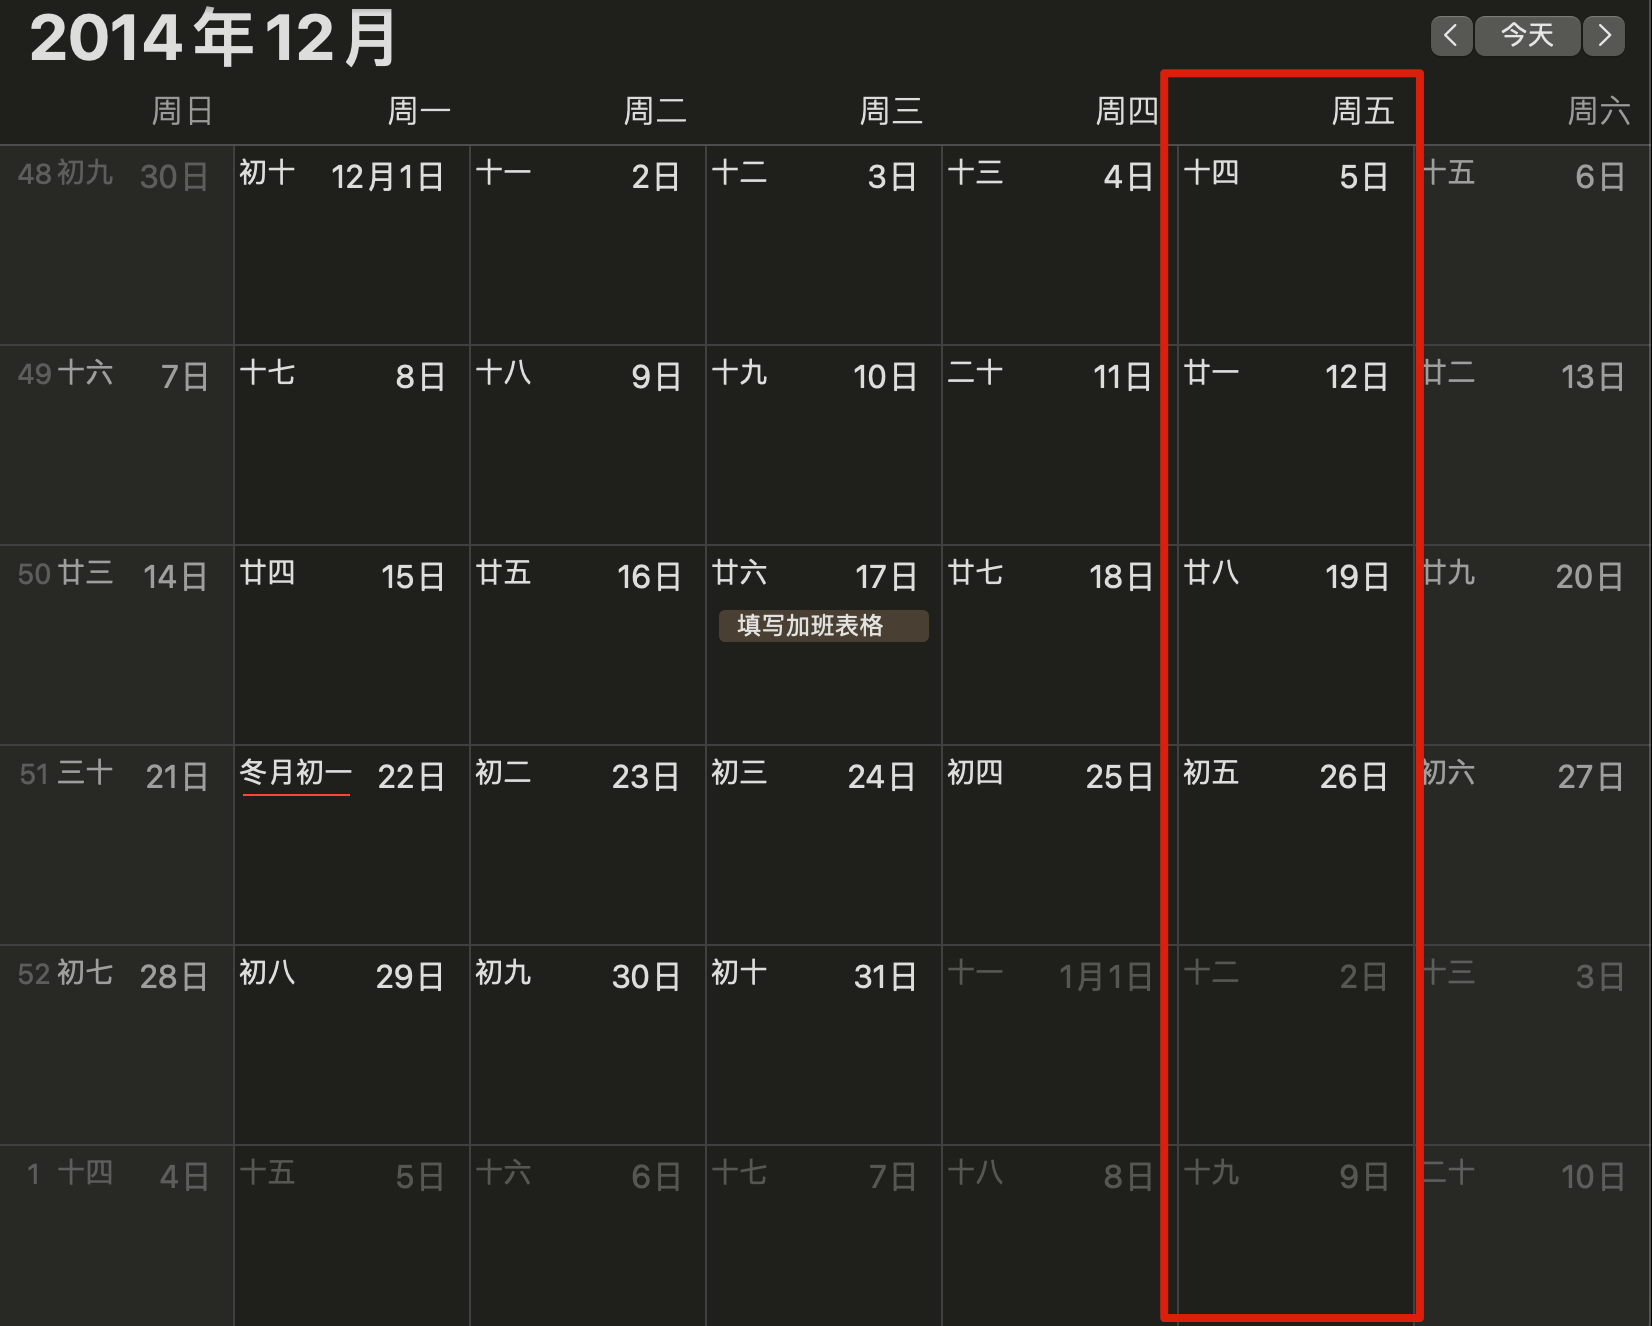 2014年12月
今天
周日 周一 周二 周三 周四 周五 周六
48 初九 30日 初十 12月1日 十一 2日 十二 3日 十三 4日 十四 5日 十五 6日
49 十六 7日 十七 8日 十八 9日 十九 10日 二十 11日 廿一 12日 廿二 13日
50 廿三 14日 廿四 15日 廿五 16日 廿六 17日 廿七 18日 廿八 19日 廿九 20日
填写加班表格
51 三十 21日 冬月初一 22日 初二 23日 初三 24日 初四 25日 初五 26日 初六 27日
52 初七 28日 初八 29日 初九 30日 初十 31日 十一 1月1日 十二 2日 十三 3日
1 十四 4日 十五 5日 十六 6日 十七 7日 十八 8日 十九 9日 二十 10日